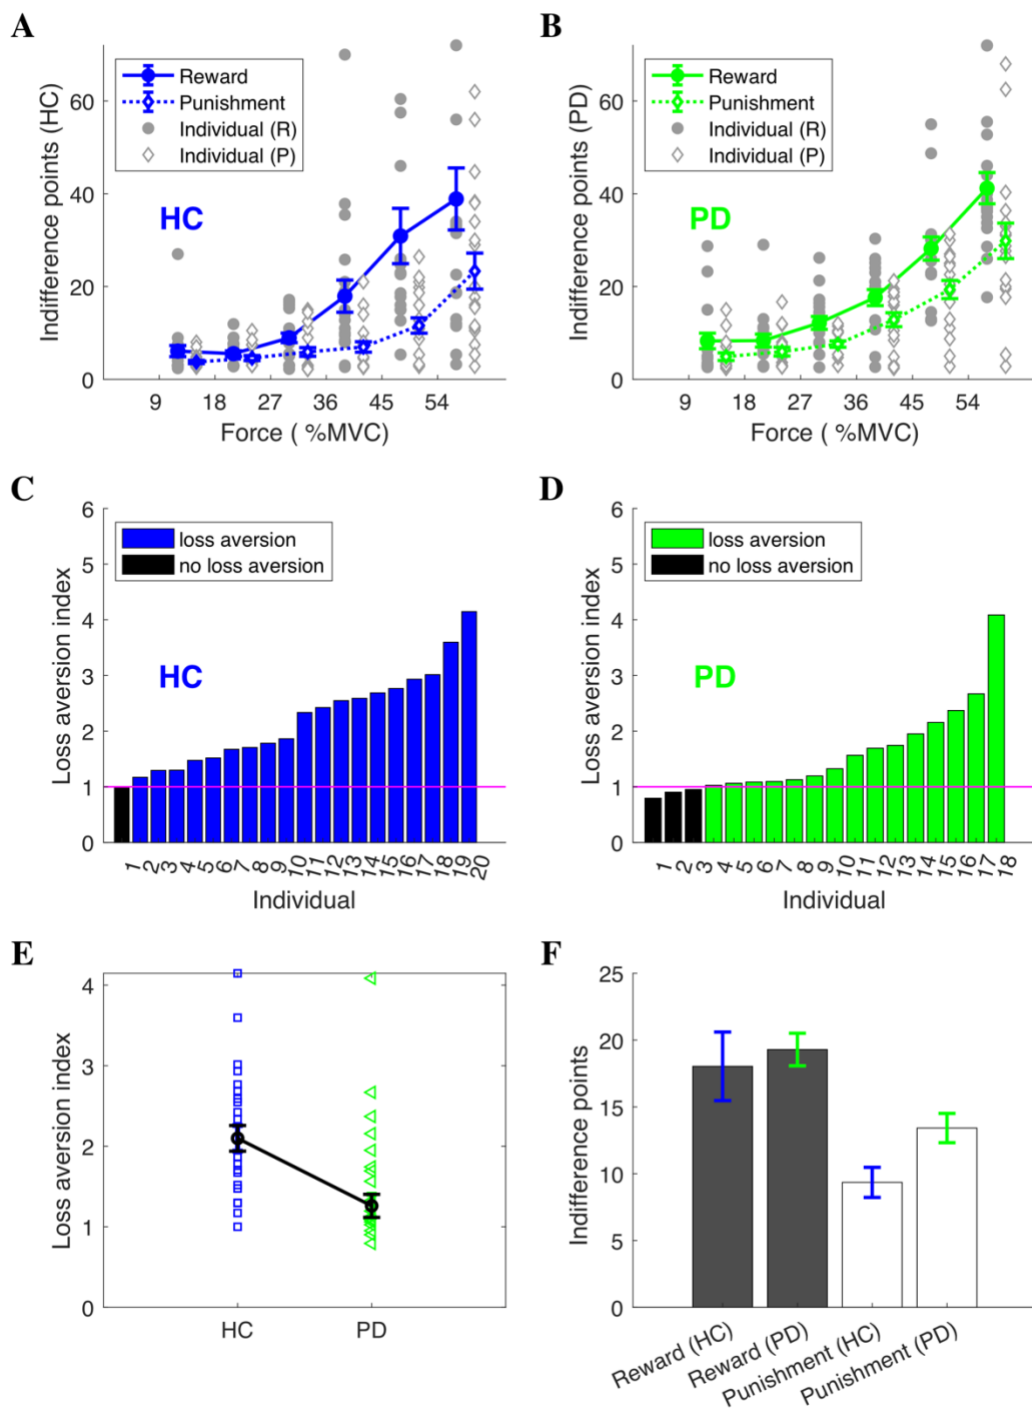 A
Indifference points (HC)
60
40
20
0
Reward
Punishment
Individual (R)
Individual (P)
HC
9 18 27 36 45 54
Force ( %MVC)
B
Indifference points (PD)
60
40
20
0
Reward
Punishment
Individual (R)
Individual (P)
PD
9 18 27 36 45 54
Force ( %MVC)
C
Loss aversion index
6
5
4
3
2
1
0
loss aversion
no loss aversion
HC
1 2 3 4 5 6 7 8 9 10 11 12 13 14 15 16 17 18 19 20
Individual
D
Loss aversion index
6
5
4
3
2
1
0
loss aversion
no loss aversion
PD
1 2 3 4 5 6 7 8 9 10 11 12 13 14 15 16 17 18
Individual
E
Loss aversion index
4
3
2
1
0
HC PD
F
Indifference points
25
20
15
10
5
0
Reward (HC)
Reward (PD)
Punishment (HC)
Punishment (PD)